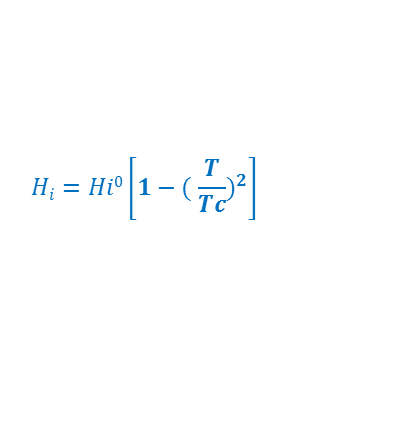 H_i = Hi^0 [1 − (T/Tc)^2]